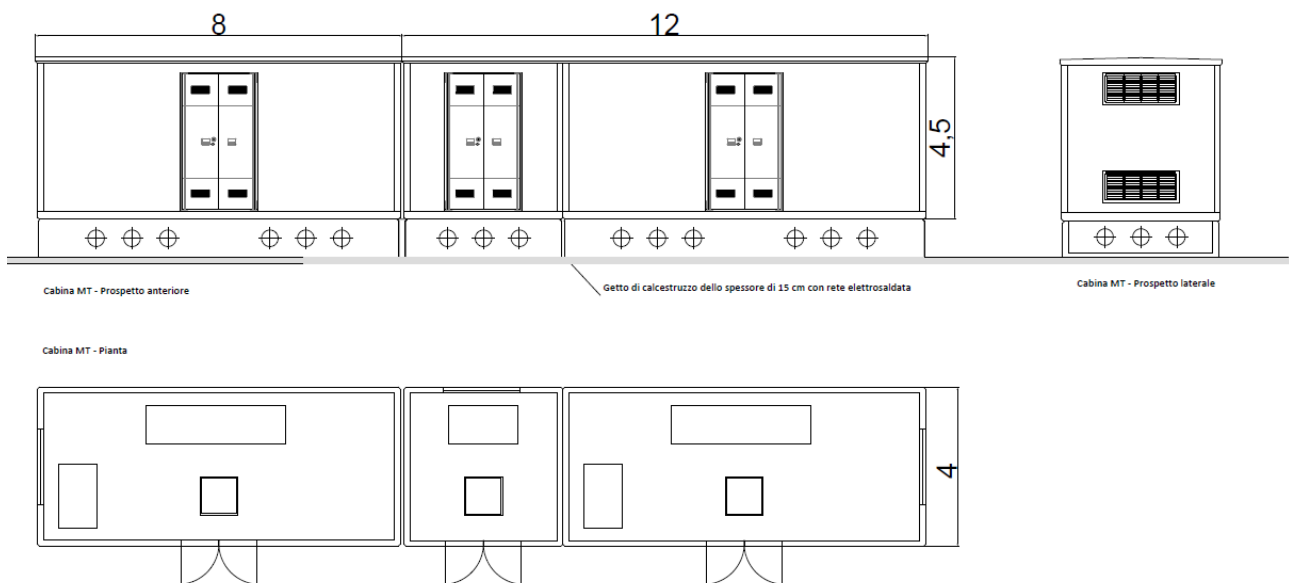 8
12
4,5
Cabina MT - Prospetto anteriore
Getto di calcestruzzo dello spessore di 15 cm con rete elettrosaldata
Cabina MT - Prospetto laterale
Cabina MT - Pianta
4